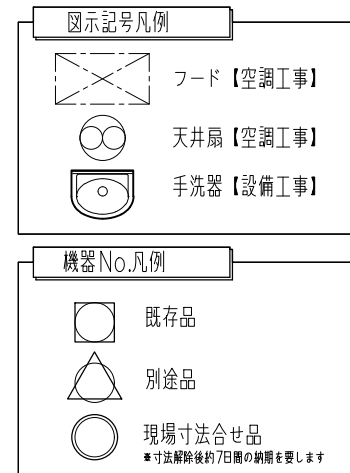 図示記号凡例
フード【空調工事】
天井扇【空調工事】
手洗器【設備工事】
機器No.凡例
既存品
別途品
現場寸法合せ品
*寸法解除後約7日間の納期を要します